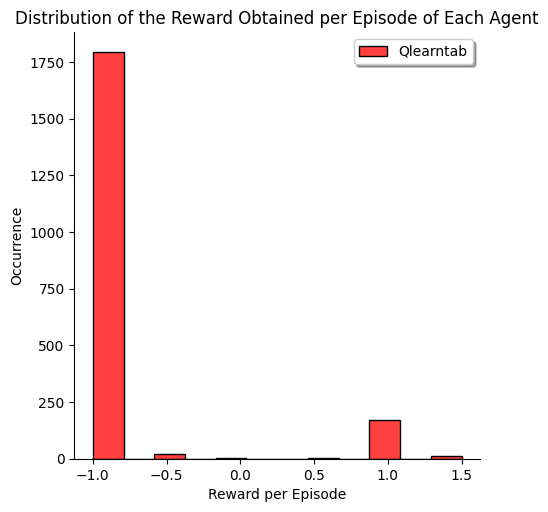 Distribution of the Reward Obtained per Episode of Each Agent
Qlearntab
1750
1500
1250
1000
750
500
250
0
Occurrence
−1.0 −0.5 0.0 0.5 1.0 1.5
Reward per Episode